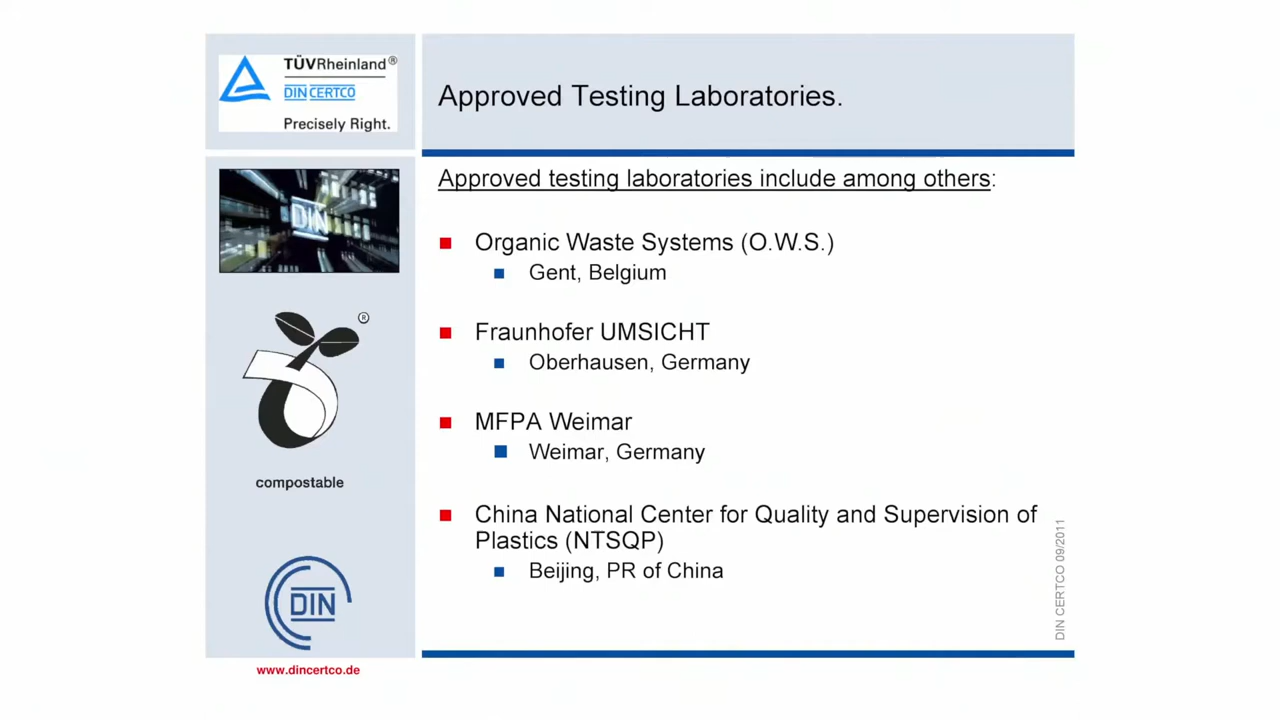 TÜVRheinland®
DIN CERTCO
Precisely Right.
Approved Testing Laboratories.
DIN
Approved testing laboratories include among others:
Organic Waste Systems (O.W.S.)
Gent, Belgium
Fraunhofer UMSICHT
Oberhausen, Germany
MFPA Weimar
Weimar, Germany
China National Center for Quality and Supervision of
Plastics (NTSQP)
Beijing, PR of China
®
compostable
DIN
www.dincertco.de
DIN CERTCO 09/2011